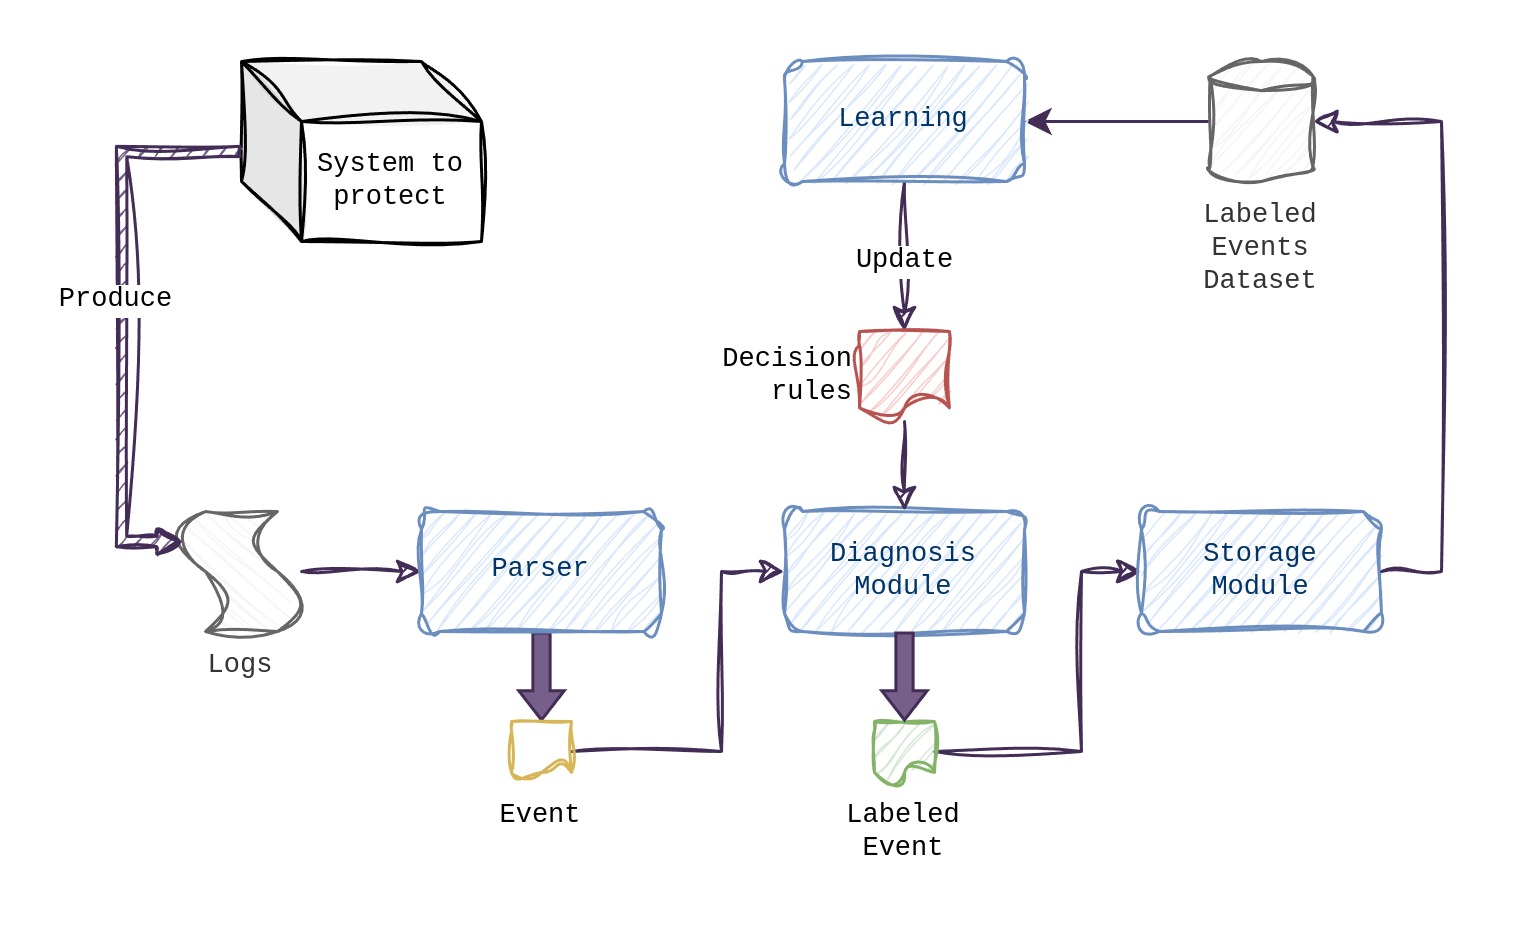 System to
protect
Learning
Labeled
Events
Dataset
Update
Produce
Decision
rules
Parser
Diagnosis
Module
Storage
Module
Logs
Event
Labeled
Event